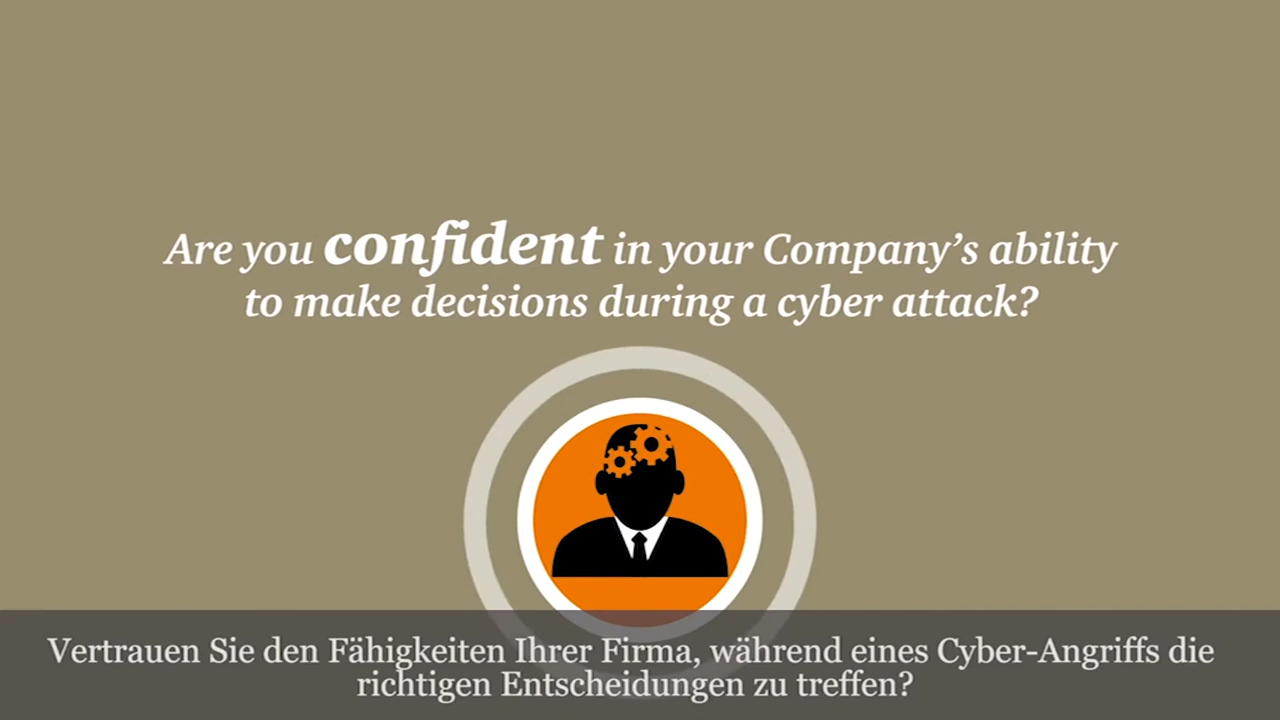 Are you confident in your Company’s ability
to make decisions during a cyber attack?
Vertrauen Sie den Fähigkeiten Ihrer Firma, während eines Cyber-Angriffs die
richtigen Entscheidungen zu treffen?